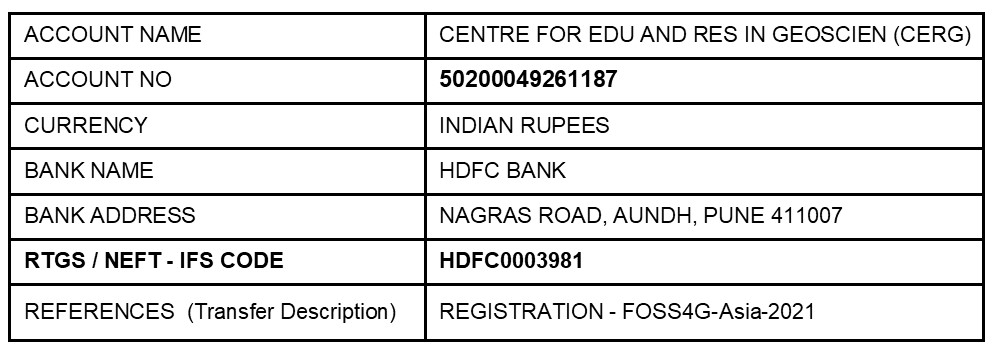 ACCOUNT NAME CENTRE FOR EDU AND RES IN GEOSCIEN (CERG)
ACCOUNT NO 50200049261187
CURRENCY INDIAN RUPEES
BANK NAME HDFC BANK
BANK ADDRESS NAGRAS ROAD, AUNDH, PUNE 411007
RTGS / NEFT - IFS CODE HDFC0003981
REFERENCES (Transfer Description) REGISTRATION - FOSS4G-Asia-2021